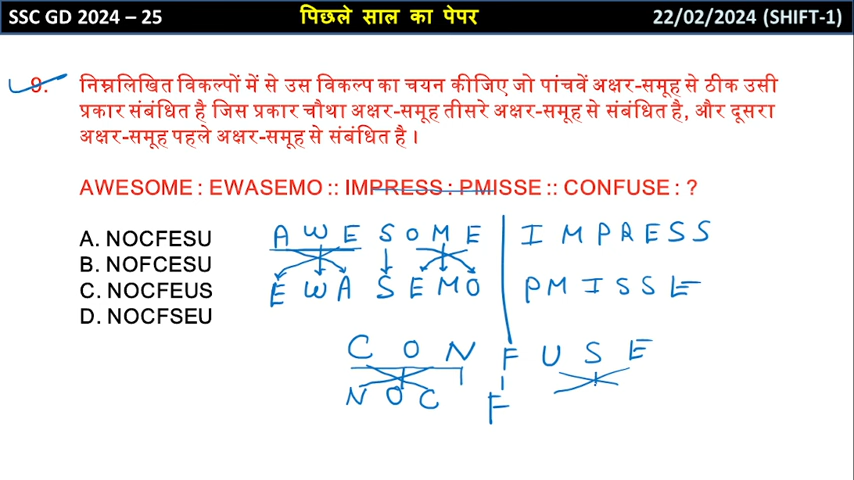 SSC GD 2024 – 25 पिछले साल का पेपर 22/02/2024 (SHIFT-1)
9. निम्नलिखित विकल्पों में से उस विकल्प का चयन कीजिए जो पांचवें अक्षर-समूह से ठीक उसी
प्रकार संबंधित है जिस प्रकार चौथा अक्षर-समूह तीसरे अक्षर-समूह से संबंधित है, और दूसरा
अक्षर-समूह पहले अक्षर-समूह से संबंधित है।
AWESOME : EWASEMO :: IMPRESS : PMISSE :: CONFUSE : ?
A. NOCFESU
B. NOFCESU
C. NOCFEUS
D. NOCFSEU
A W E S O M E I M P R E S S
E W A S E M O P M I S S E
C O N F U S E
N O C F